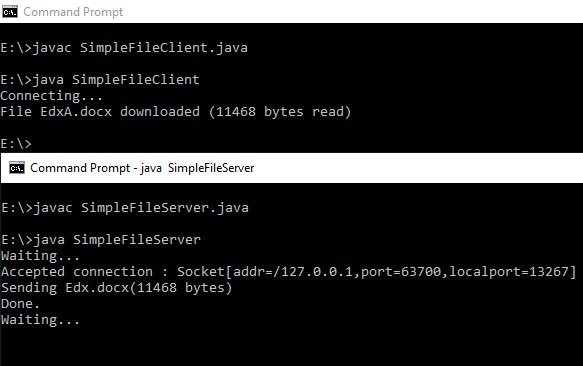 Command Prompt
E:\>javac SimpleFileClient.java
E:\>java SimpleFileClient
Connecting...
File EdxA.docx downloaded (11468 bytes read)
E:\>
Command Prompt - java  SimpleFileServer
E:\>javac SimpleFileServer.java
E:\>java SimpleFileServer
Waiting...
Accepted connection : Socket[addr=/127.0.0.1,port=63700,localport=13267]
Sending Edx.docx(11468 bytes)
Done.
Waiting...